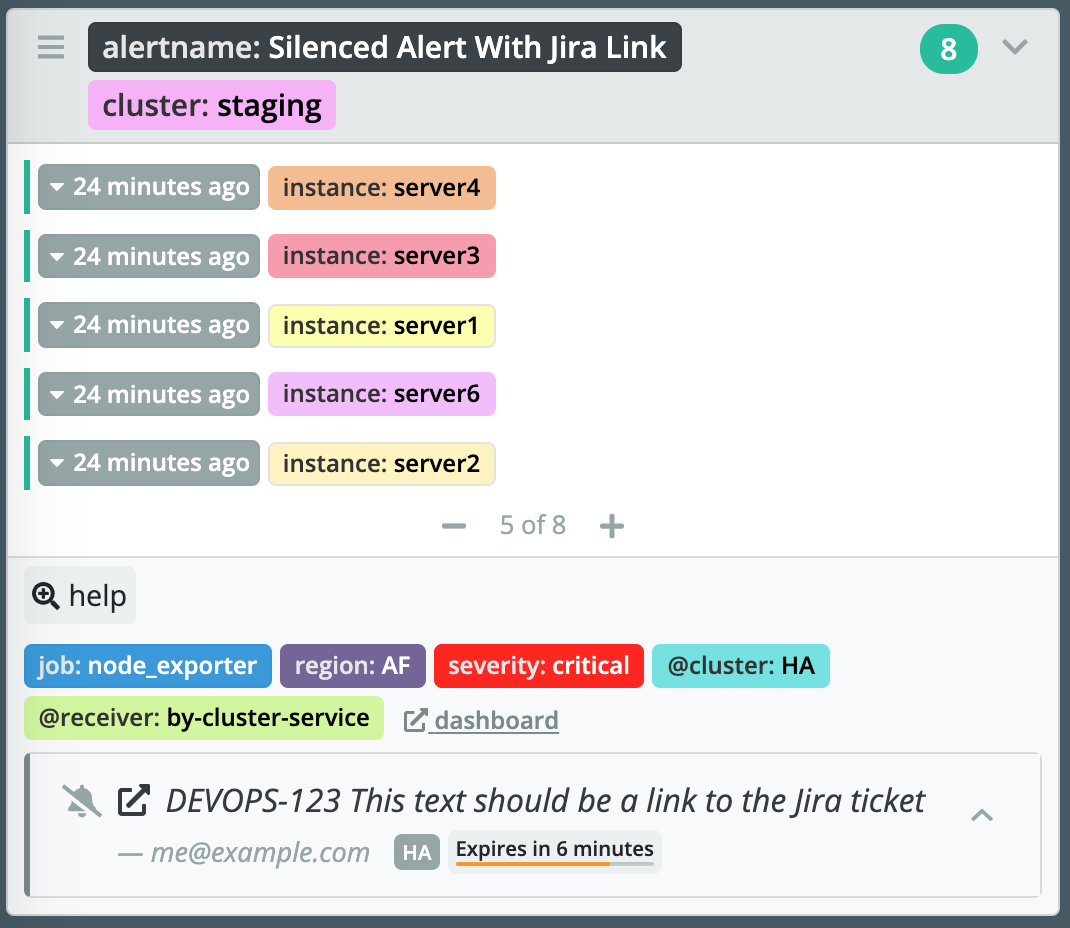 alertname: Silenced Alert With Jira Link
8
cluster: staging
24 minutes ago instance: server4
24 minutes ago instance: server3
24 minutes ago instance: server1
24 minutes ago instance: server6
24 minutes ago instance: server2
5 of 8
help
job: node_exporter region: AF severity: critical @cluster: HA
@receiver: by-cluster-service dashboard
DEVOPS-123 This text should be a link to the Jira ticket
— me@example.com HA Expires in 6 minutes